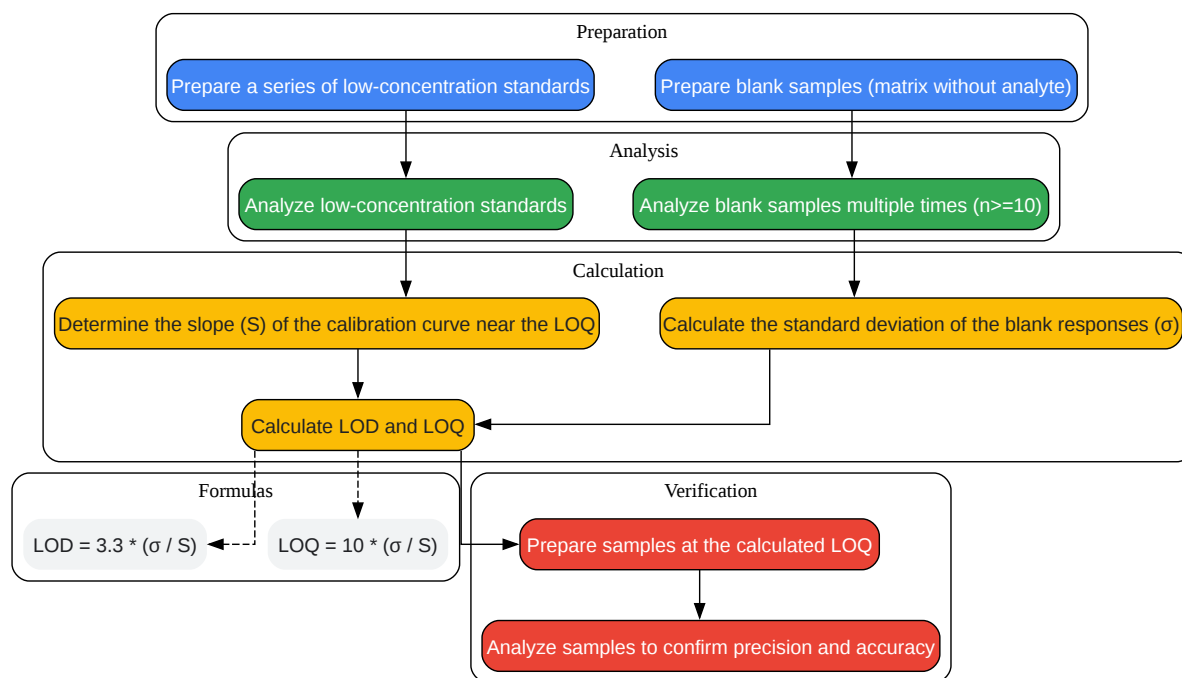 Preparation
Prepare a series of low-concentration standards
Prepare blank samples (matrix without analyte)
Analysis
Analyze low-concentration standards
Analyze blank samples multiple times (n>=10)
Calculation
Determine the slope (S) of the calibration curve near the LOQ
Calculate the standard deviation of the blank responses (σ)
Calculate LOD and LOQ
Formulas
LOD = 3.3 * (σ / S)
LOQ = 10 * (σ / S)
Verification
Prepare samples at the calculated LOQ
Analyze samples to confirm precision and accuracy